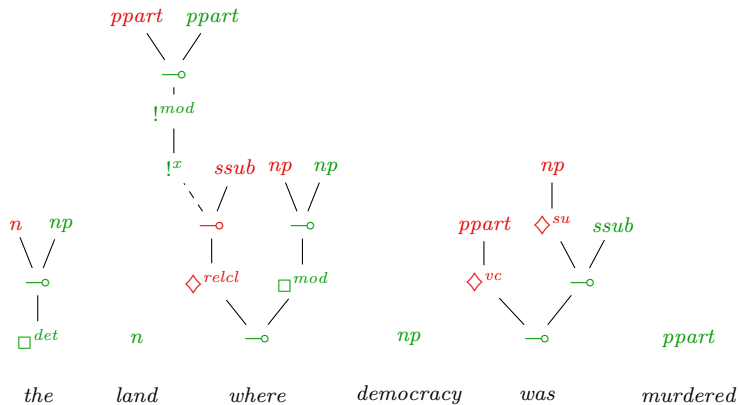 ppart ppart
⊸
!mod
!x ssub np np np
n np ⊸ ⊸ ppart ◇su ssub
⊸ ◇relcl □mod ◇vc ⊸
□det n ⊸ np ⊸ ppart
the land where democracy was murdered